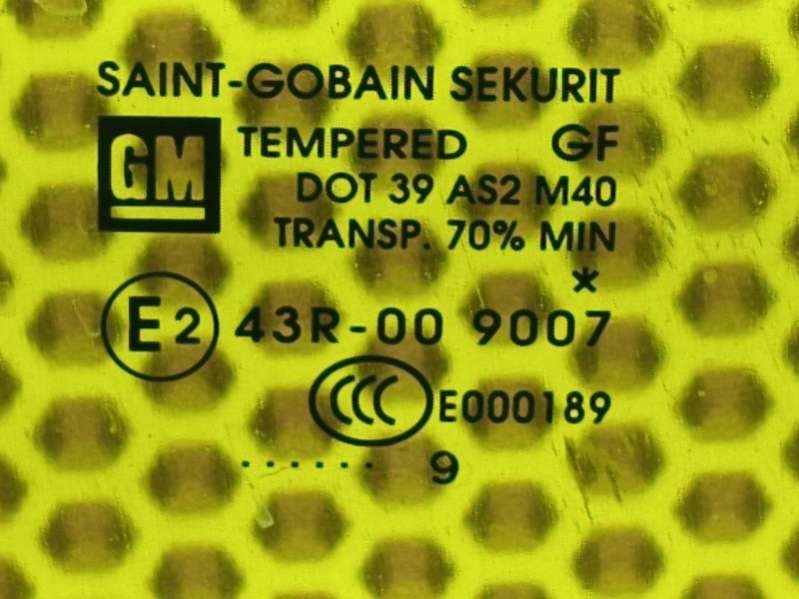 SAINT-GOBAIN SEKURIT
GM TEMPERED GF
DOT 39 AS2 M40
TRANSP. 70% MIN
*
E2 43R-00 9007
CCC E000189
...... 9